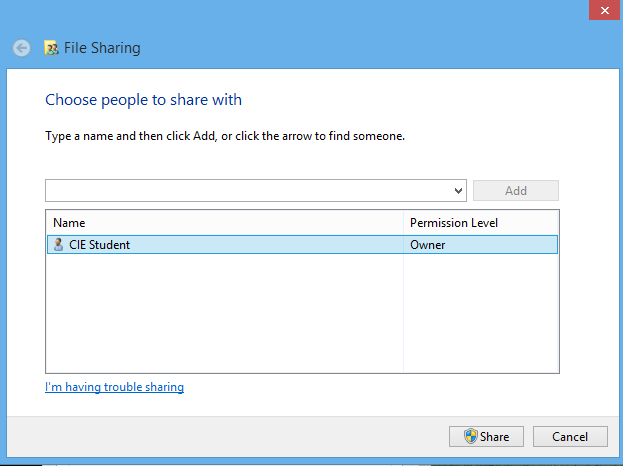 File Sharing
Choose people to share with
Type a name and then click Add, or click the arrow to find someone.
Add
Name Permission Level
CIE Student Owner
I'm having trouble sharing
Share Cancel